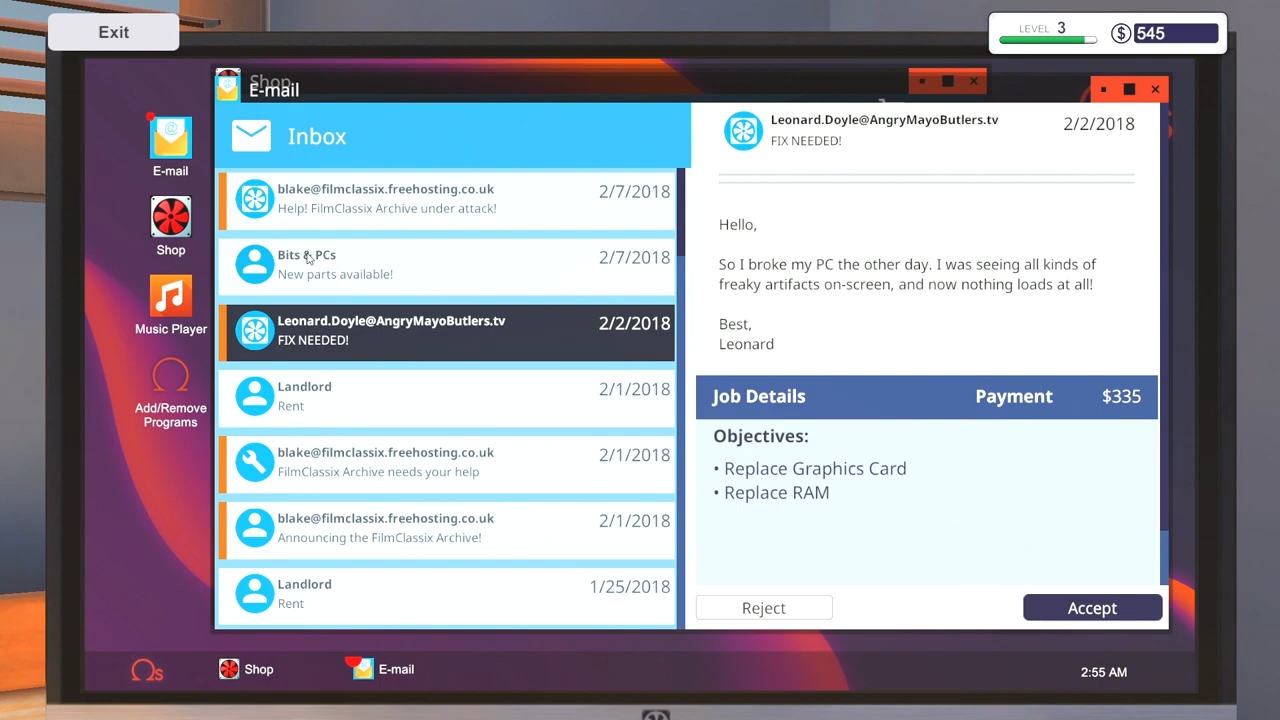 Exit
LEVEL 3
$ 545
Shop
E-mail
E-mail
Shop
Music Player
Add/Remove
Programs
Inbox
blake@filmclassix.freehosting.co.uk 2/7/2018
Help! FilmClassix Archive under attack!
Bits & PCs 2/7/2018
New parts available!
Leonard.Doyle@AngryMayoButlers.tv 2/2/2018
FIX NEEDED!
Landlord 2/1/2018
Rent
blake@filmclassix.freehosting.co.uk 2/1/2018
FilmClassix Archive needs your help
blake@filmclassix.freehosting.co.uk 2/1/2018
Announcing the FilmClassix Archive!
Landlord 1/25/2018
Rent
Leonard.Doyle@AngryMayoButlers.tv 2/2/2018
FIX NEEDED!
Hello,
So I broke my PC the other day. I was seeing all kinds of
freaky artifacts on-screen, and now nothing loads at all!
Best,
Leonard
Job Details Payment $335
Objectives:
• Replace Graphics Card
• Replace RAM
Reject Accept
Ωs Shop E-mail 2:55 AM